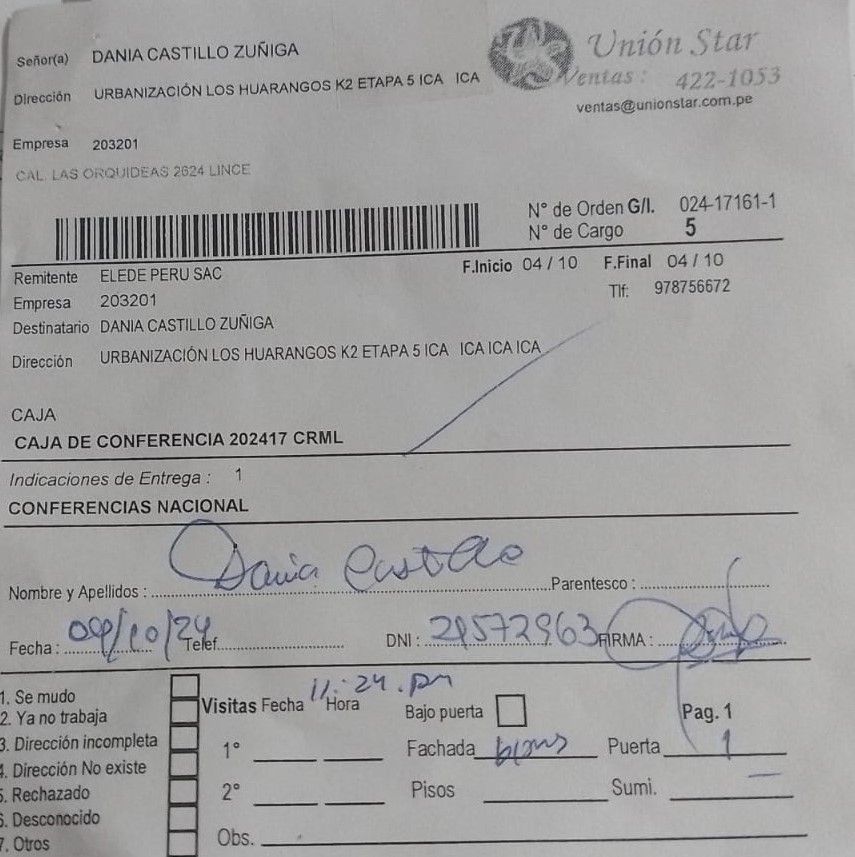 Señor(a) DANIA CASTILLO ZUÑIGA
Unión Star
Dirección URBANIZACIÓN LOS HUARANGOS K2 ETAPA 5 ICA ICA
Ventas: 422-1053
ventas@unionstar.com.pe
Empresa 203201
CAL. LAS ORQUIDEAS 2624 LINCE
N° de Orden G/I. 024-17161-1
N° de Cargo 5
Remitente ELEDE PERU SAC
F.Inicio 04 / 10 F.Final 04 / 10
Empresa 203201
Tlf: 978756672
Destinatario DANIA CASTILLO ZUÑIGA
Dirección URBANIZACIÓN LOS HUARANGOS K2 ETAPA 5 ICA ICA ICA ICA
CAJA
CAJA DE CONFERENCIA 202417 CRML
Indicaciones de Entrega : 1
CONFERENCIAS NACIONAL
Nombre y Apellidos : Dania Castillo Parentesco :
Fecha : 04/10/24 Telef. DNI : 21572963 FIRMA :
1. Se mudo
11:24.pm
2. Ya no trabaja
Visitas Fecha Hora Bajo puerta Pag. 1
3. Dirección incompleta
1° Fachada Puerta 1
4. Dirección No existe
5. Rechazado
2° Pisos Sumi. —
6. Desconocido
7. Otros
Obs.